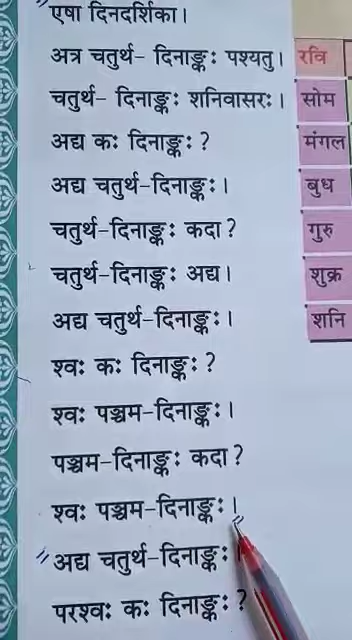 एषा दिनदर्शिका।
अत्र चतुर्थ- दिनाङ्कः पश्यतु।
चतुर्थ- दिनाङ्कः शनिवासरः।
अद्य कः दिनाङ्कः?
अद्य चतुर्थ-दिनाङ्कः।
चतुर्थ-दिनाङ्कः कदा?
चतुर्थ-दिनाङ्कः अद्य।
अद्य चतुर्थ-दिनाङ्कः।
श्वः कः दिनाङ्कः?
श्वः पञ्चम-दिनाङ्कः।
पञ्चम-दिनाङ्कः कदा?
श्वः पञ्चम-दिनाङ्कः।
अद्य चतुर्थ-दिनाङ्कः।
परश्वः कः दिनाङ्कः?
रवि
सोम
मंगल
बुध
गुरु
शुक्र
शनि